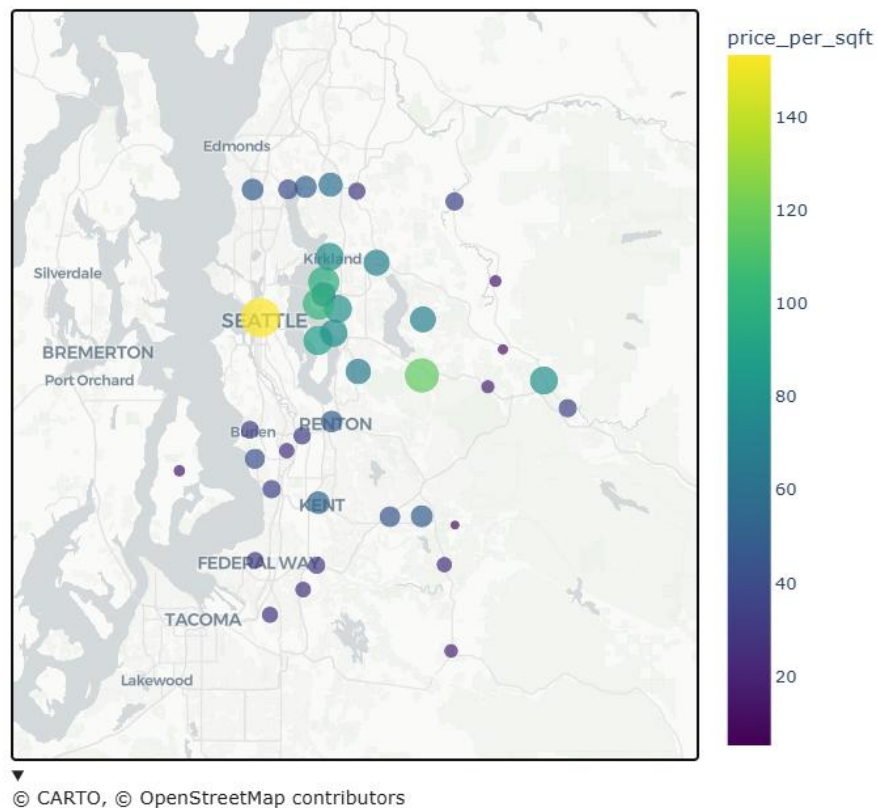 price_per_sqft
140
120
100
80
60
40
20
Edmonds
Silverdale
Kirkland
SEATTLE
BREMERTON
Port Orchard
Burien
RENTON
KENT
FEDERAL WAY
TACOMA
Lakewood
© CARTO, © OpenStreetMap contributors